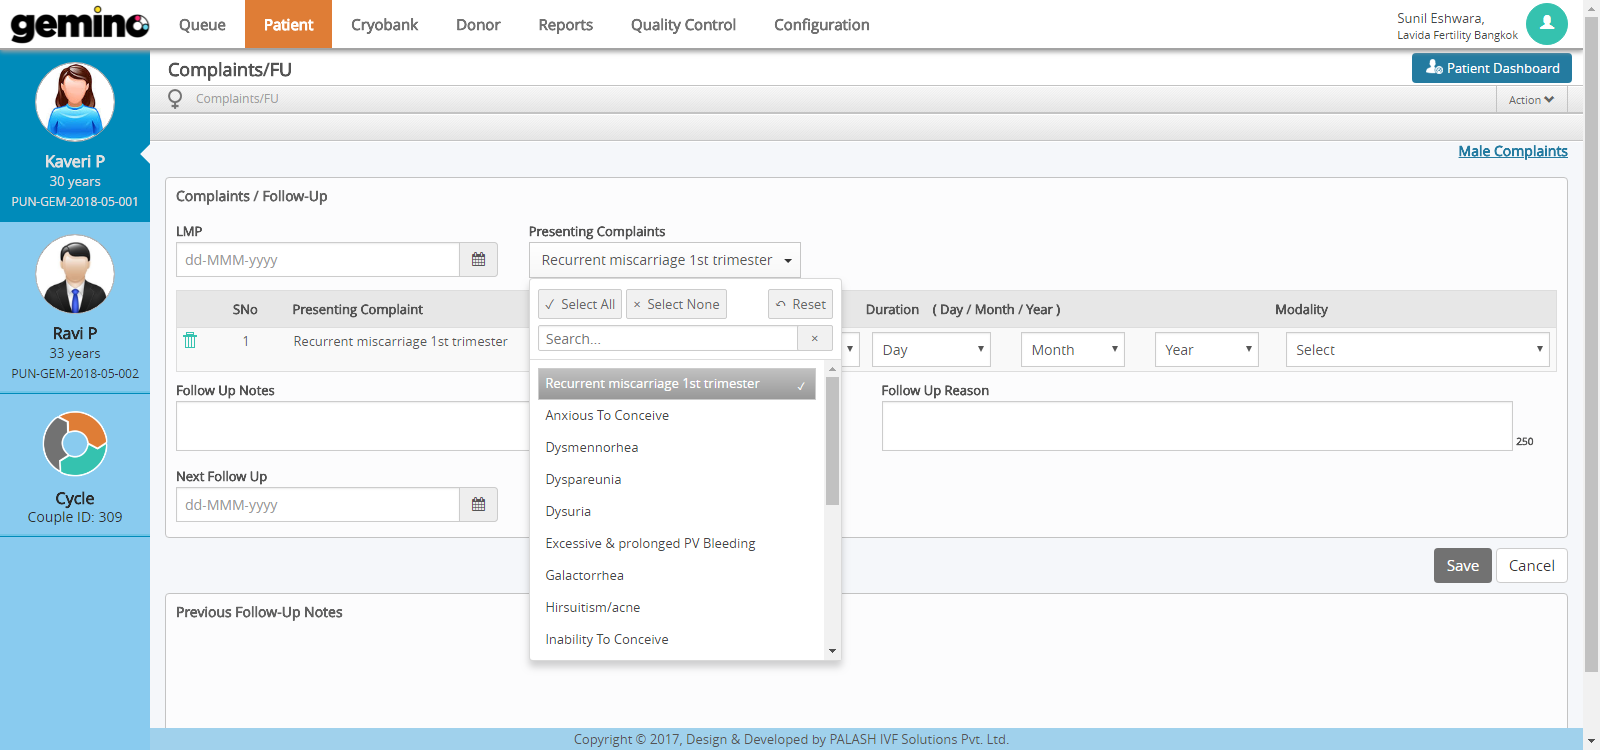 gemino
Queue
Patient
Cryobank
Donor
Reports
Quality Control
Configuration
Sunil Eshwara,
Lavida Fertility Bangkok
Kaveri P
30 years
PUN-GEM-2018-05-001
Ravi P
33 years
PUN-GEM-2018-05-002
Cycle
Couple ID: 309
Complaints/FU
Patient Dashboard
Complaints/FU
Action
Male Complaints
Complaints / Follow-Up
LMP
dd-MMM-yyyy
Presenting Complaints
Recurrent miscarriage 1st trimester
✓ Select All
× Select None
Reset
Search...
×
Recurrent miscarriage 1st trimester ✓
Anxious To Conceive
Dysmennorhea
Dyspareunia
Dysuria
Excessive & prolonged PV Bleeding
Galactorrhea
Hirsuitism/acne
Inability To Conceive
SNo
Presenting Complaint
Duration ( Day / Month / Year )
Modality
1
Recurrent miscarriage 1st trimester
Day
Month
Year
Select
Follow Up Notes
Follow Up Reason
250
Next Follow Up
dd-MMM-yyyy
Save
Cancel
Previous Follow-Up Notes
Copyright © 2017, Design & Developed by PALASH IVF Solutions Pvt. Ltd.